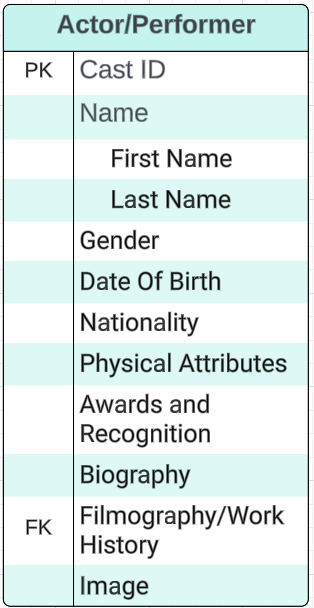 Actor/Performer
PK Cast ID
Name
First Name
Last Name
Gender
Date Of Birth
Nationality
Physical Attributes
Awards and
Recognition
Biography
FK Filmography/Work
History
Image